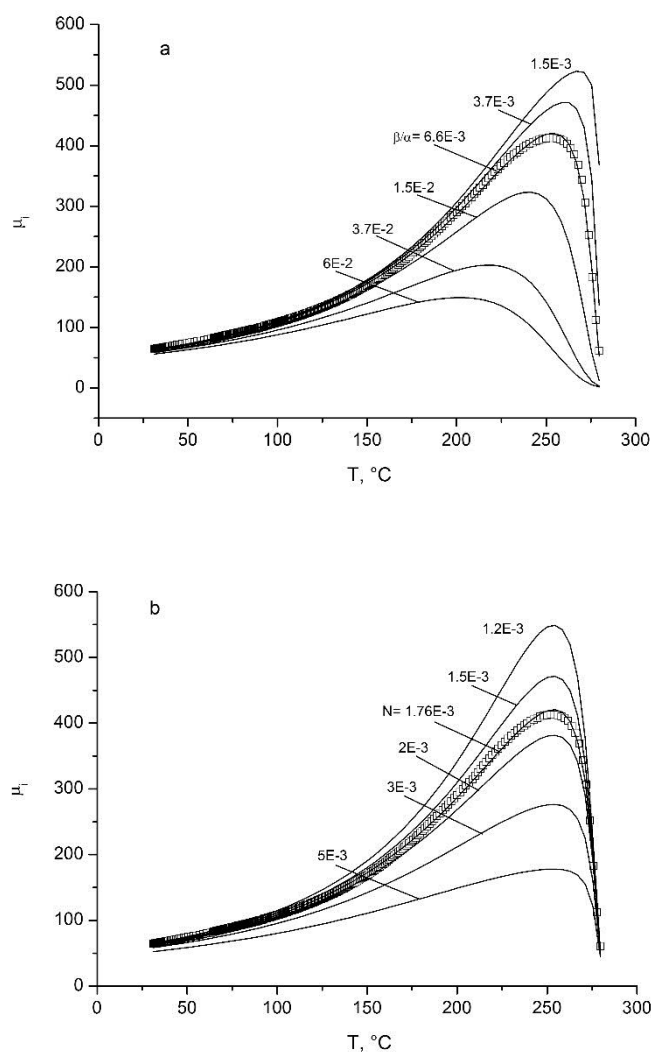 600
a
1.5E-3
500
3.7E-3
β/α= 6.6E-3
400
1.5E-2
μi
300
3.7E-2
200
6E-2
100
0
0
50
100
150
200
250
300
T, °C
600
b
1.2E-3
500
1.5E-3
N= 1.76E-3
400
2E-3
μi
300
3E-3
200
5E-3
100
0
0
50
100
150
200
250
300
T, °C